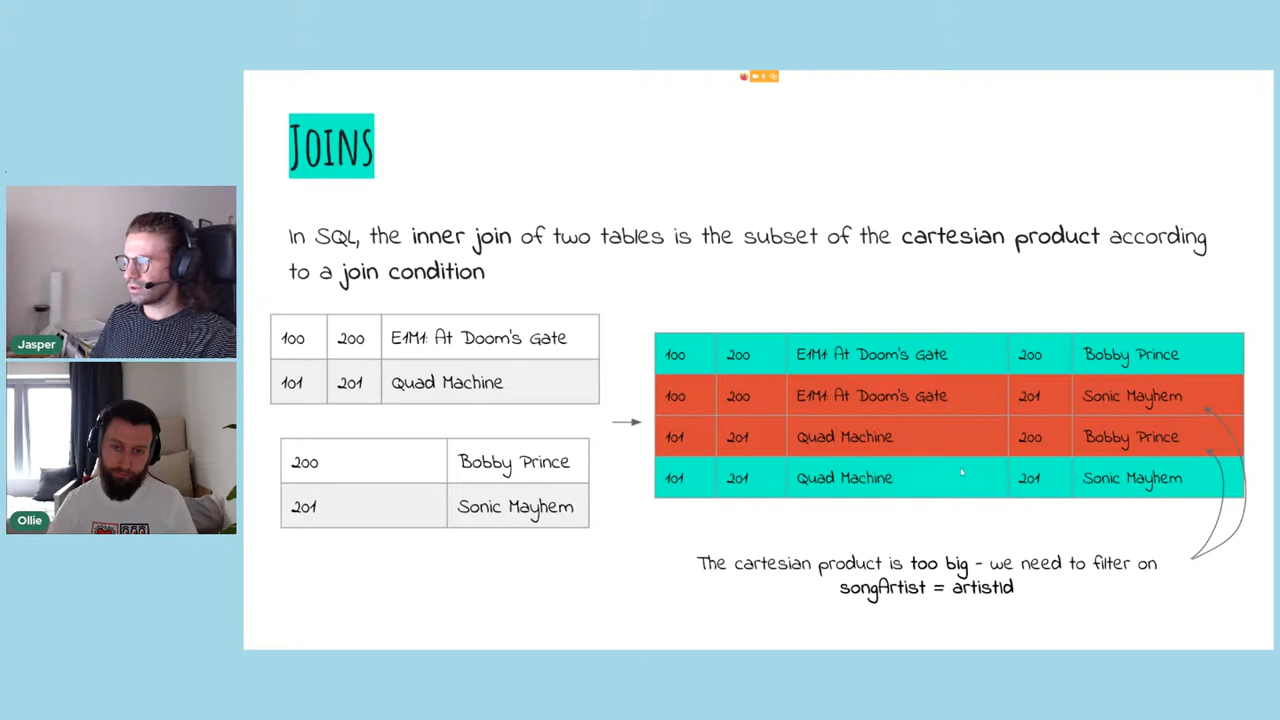 JOINS
In SQL, the inner join of two tables is the subset of the cartesian product according
to a join condition
100 200 E1M1: At Doom's Gate
101 201 Quad Machine
200 Bobby Prince
201 Sonic Mayhem
100 200 E1M1: At Doom's Gate 200 Bobby Prince
100 200 E1M1: At Doom's Gate 201 Sonic Mayhem
101 201 Quad Machine 200 Bobby Prince
101 201 Quad Machine 201 Sonic Mayhem
The cartesian product is too big - we need to filter on
songArtist = artistId
Jasper
Ollie